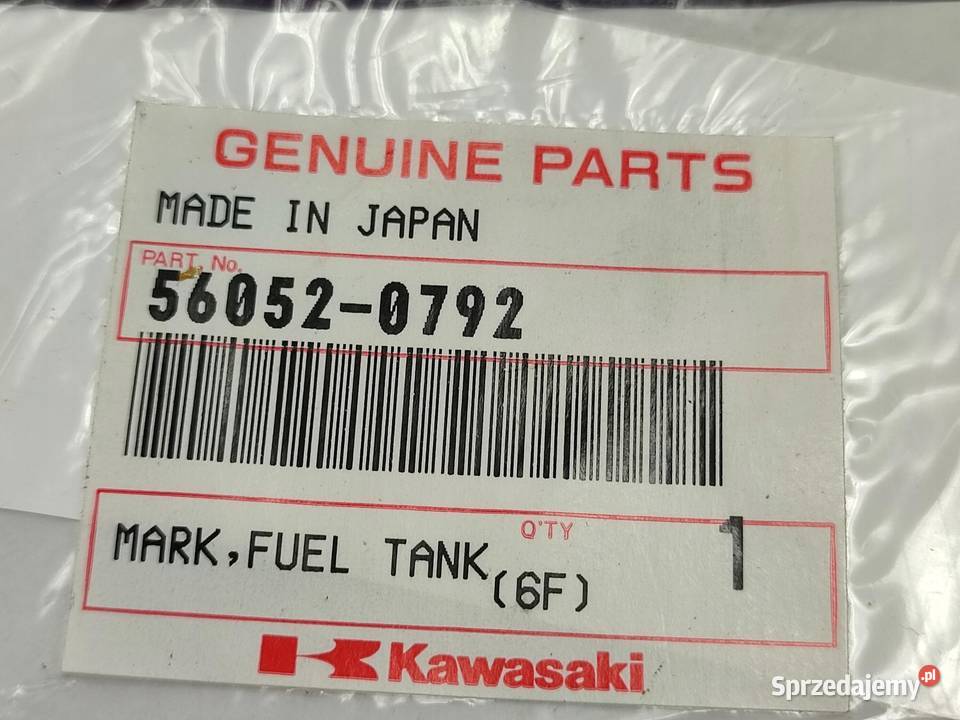 GENUINE PARTS
MADE IN JAPAN
PART. No.
56052-0792
MARK,FUEL TANK
(6F)
Q'TY
1
Kawasaki
Sprzedajemy.pl